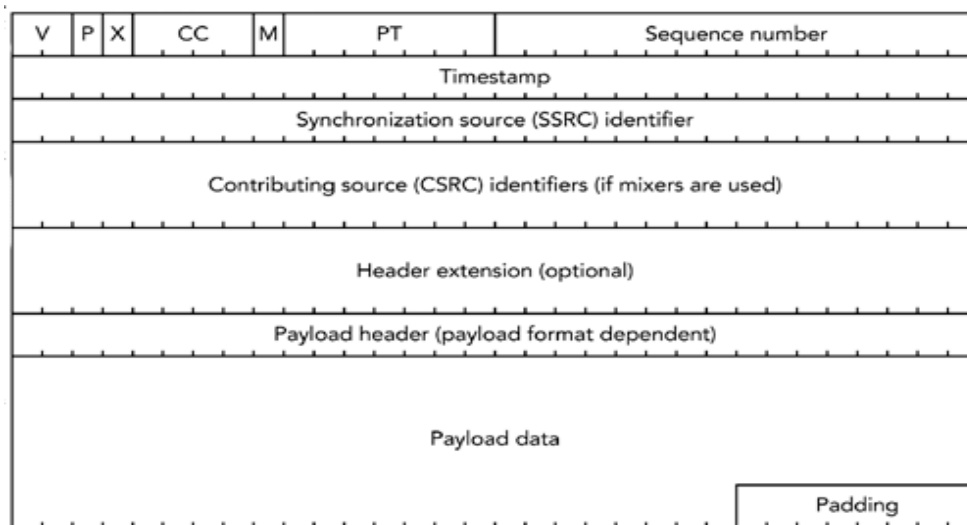 V P X CC M PT Sequence number
Timestamp
Synchronization source (SSRC) identifier
Contributing source (CSRC) identifiers (if mixers are used)
Header extension (optional)
Payload header (payload format dependent)
Payload data
Padding